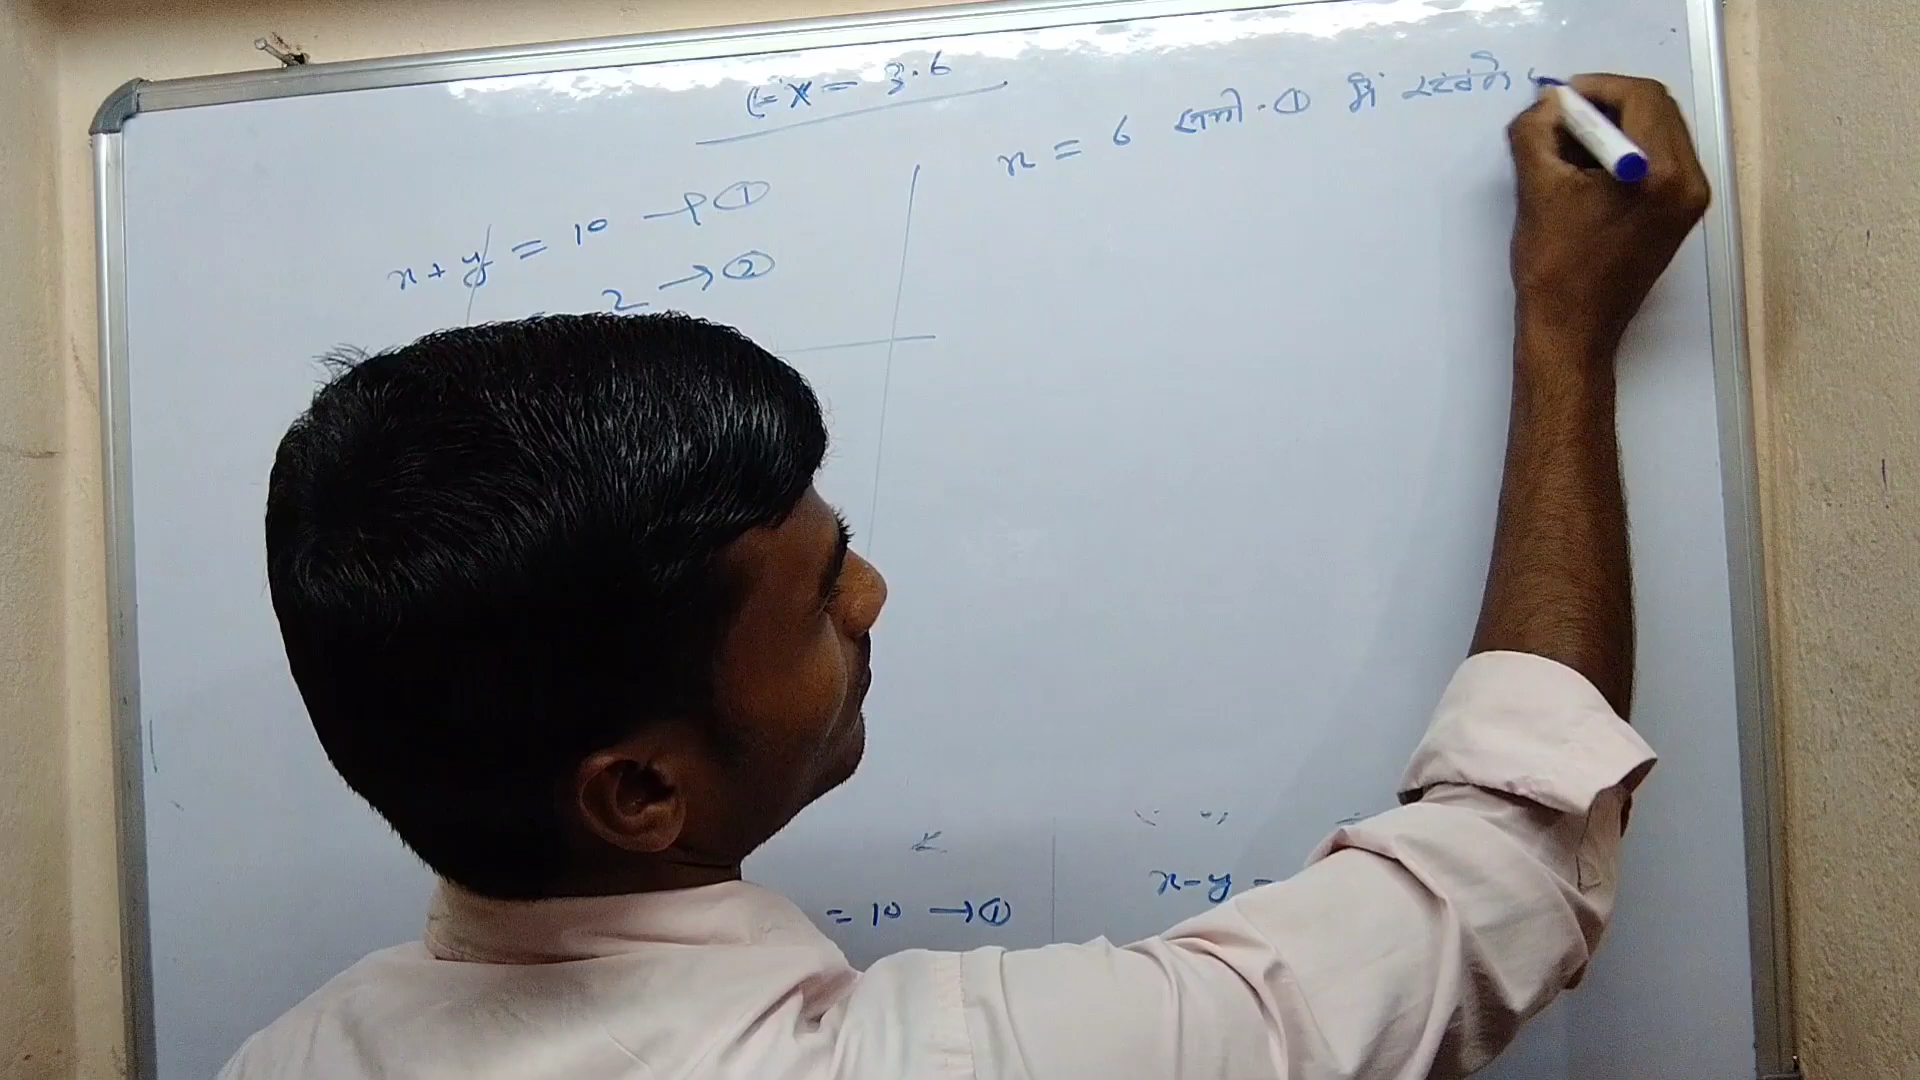 Ex = 3.6
x + y = 10 → ①
2 → ②
x = 6 समी. ① में रखने
= 10 → ①
x - y =